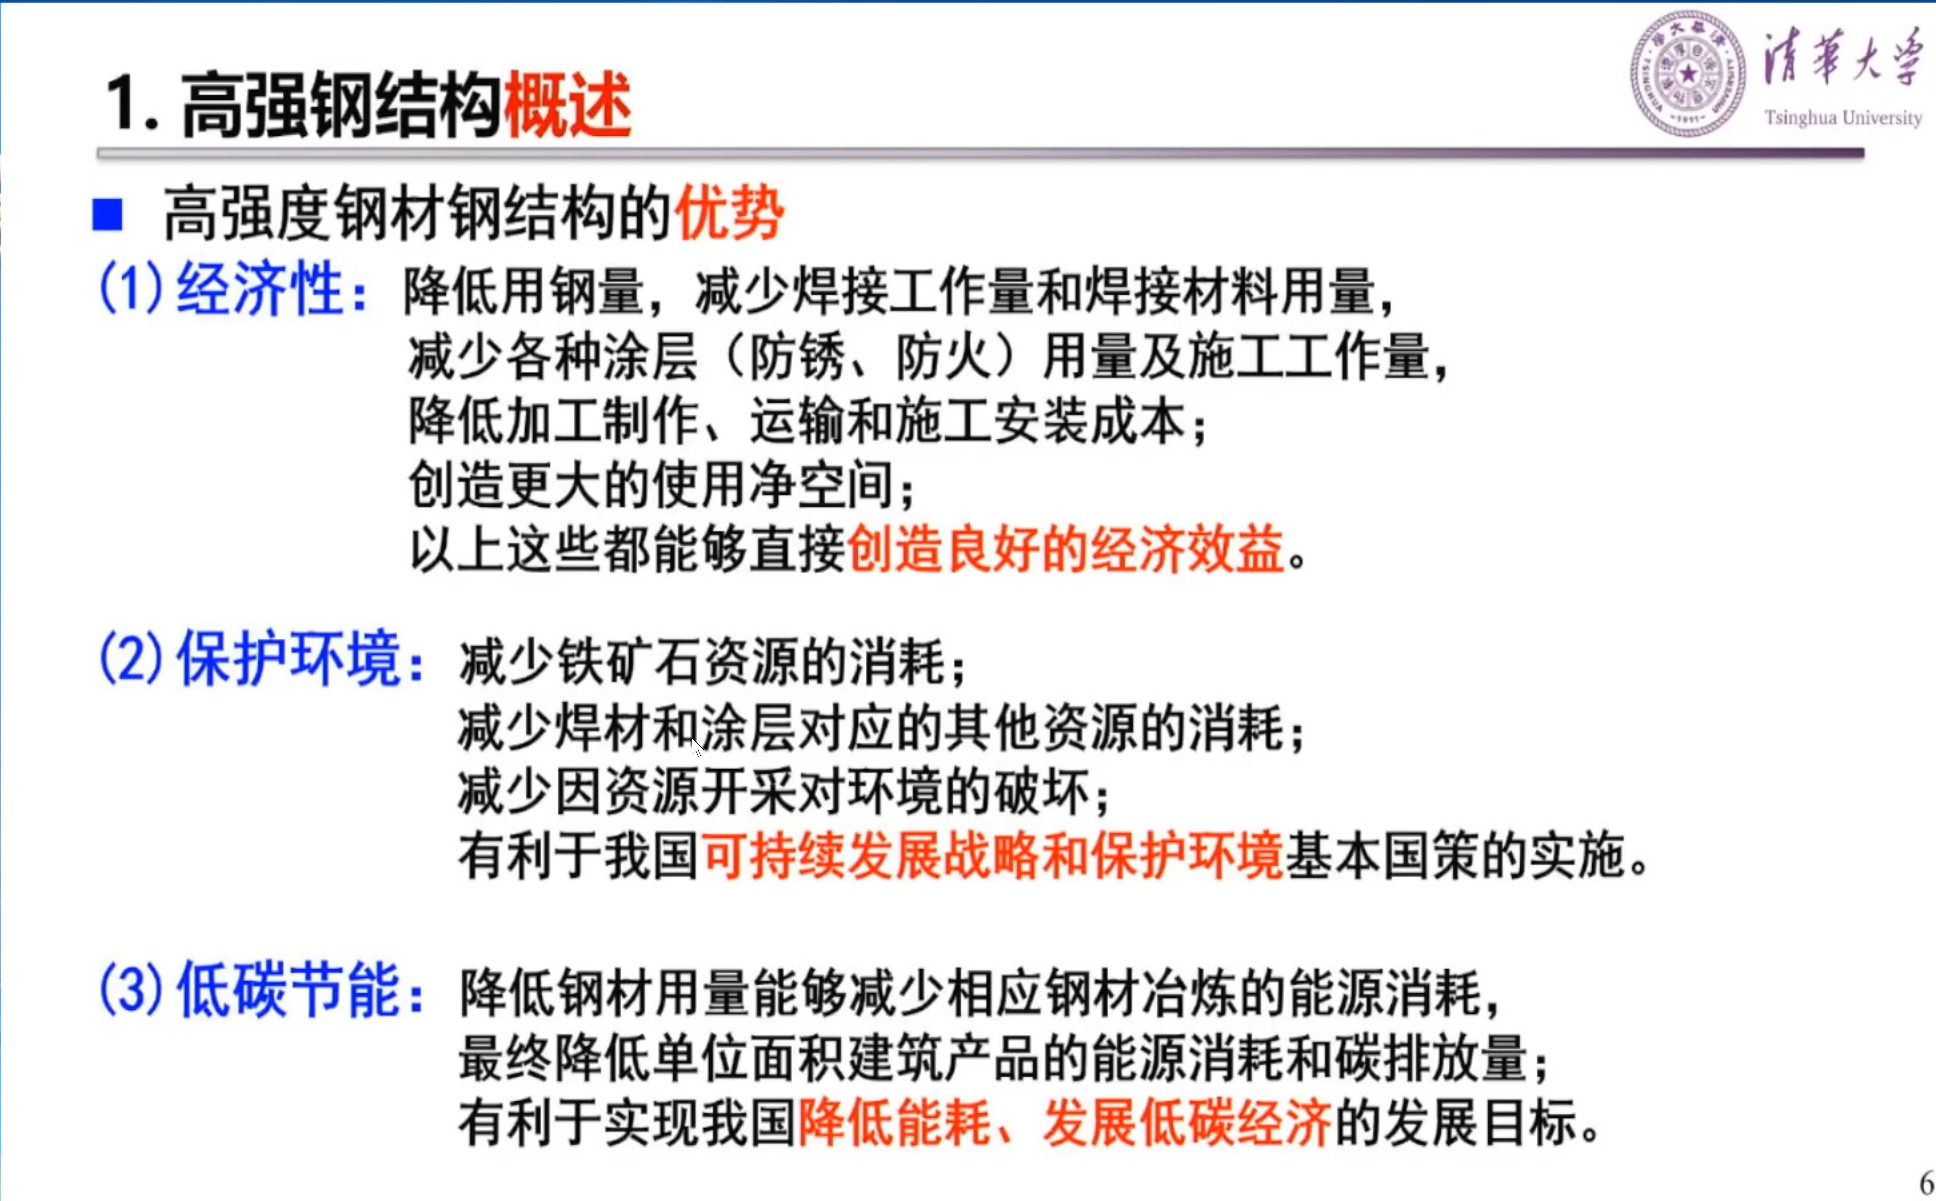 1. 高强钢结构概述
清華大学
Tsinghua University
TSINGHUA UNIVERSITY
-1911-
■ 高强度钢材钢结构的优势
(1)经济性：降低用钢量，减少焊接工作量和焊接材料用量，
减少各种涂层（防锈、防火）用量及施工工作量，
降低加工制作、运输和施工安装成本；
创造更大的使用净空间；
以上这些都能够直接创造良好的经济效益。
(2)保护环境：减少铁矿石资源的消耗；
减少焊材和涂层对应的其他资源的消耗；
减少因资源开采对环境的破坏；
有利于我国可持续发展战略和保护环境基本国策的实施。
(3)低碳节能：降低钢材用量能够减少相应钢材冶炼的能源消耗，
最终降低单位面积建筑产品的能源消耗和碳排放量；
有利于实现我国降低能耗、发展低碳经济的发展目标。
6